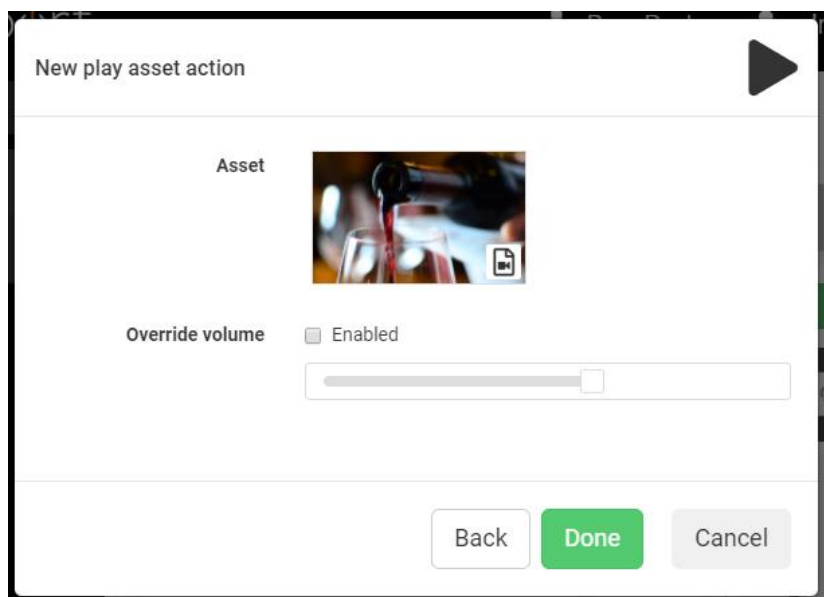 New play asset action
Asset
Override volume
Enabled
Back
Done
Cancel